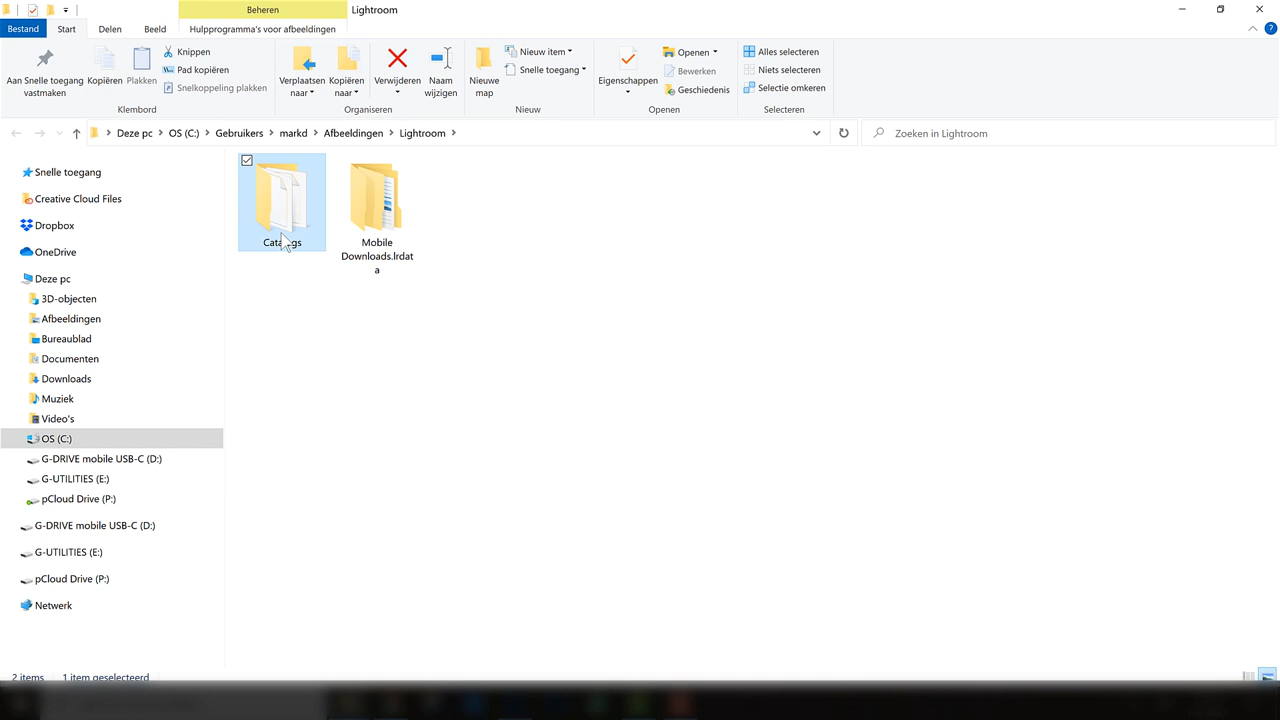 Beheren
Lightroom
Bestand
Start
Delen
Beeld
Hulpprogramma's voor afbeeldingen
Aan Snelle toegang
vastmaken
Kopiëren
Plakken
Knippen
Pad kopiëren
Snelkoppeling plakken
Klembord
Verplaatsen
naar
Kopiëren
naar
Verwijderen
Naam
wijzigen
Organiseren
Nieuwe
map
Nieuw item
Snelle toegang
Nieuw
Eigenschappen
Openen
Bewerken
Geschiedenis
Openen
Alles selecteren
Niets selecteren
Selectie omkeren
Selecteren
Deze pc
OS (C:)
Gebruikers
markd
Afbeeldingen
Lightroom
Zoeken in Lightroom
Snelle toegang
Creative Cloud Files
Dropbox
OneDrive
Deze pc
3D-objecten
Afbeeldingen
Bureaublad
Documenten
Downloads
Muziek
Video's
OS (C:)
G-DRIVE mobile USB-C (D:)
G-UTILITIES (E:)
pCloud Drive (P:)
G-DRIVE mobile USB-C (D:)
G-UTILITIES (E:)
pCloud Drive (P:)
Netwerk
Mobile
Downloads.lrdat
a
2 items
1 item geselecteerd